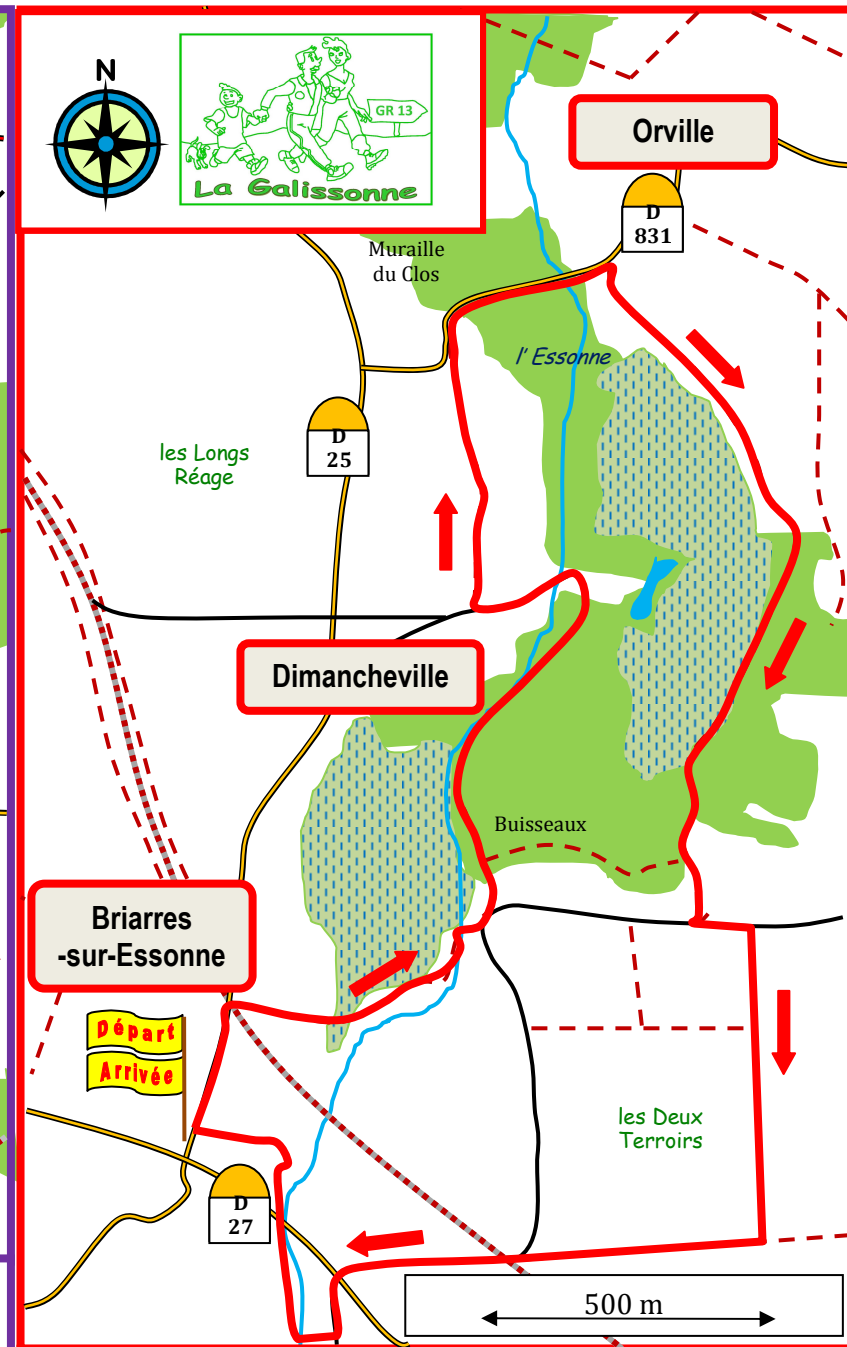 N
GR 13
La Galissonne
Orville
D
831
Muraille
du Clos
l' Essonne
D
25
les Longs
Réage
Dimancheville
Buisseaux
Briarres
-sur-Essonne
Départ
Arrivée
les Deux
Terroirs
D
27
500 m